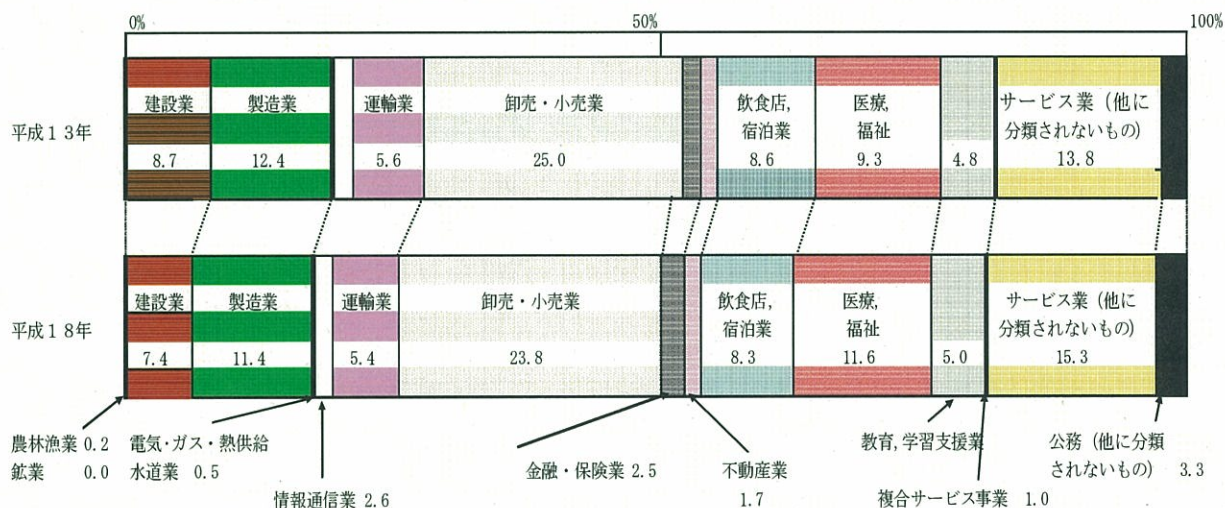 0%
50%
100%
平成１３年
建設業
8.7
製造業
12.4
運輸業
5.6
卸売・小売業
25.0
飲食店,
宿泊業
8.6
医療,
福祉
9.3
4.8
サービス業（他に
分類されないもの）
13.8
平成１８年
建設業
7.4
製造業
11.4
運輸業
5.4
卸売・小売業
23.8
飲食店,
宿泊業
8.3
医療,
福祉
11.6
5.0
サービス業（他に
分類されないもの）
15.3
農林漁業 0.2
鉱業 0.0
電気・ガス・熱供給
水道業 0.5
情報通信業 2.6
金融・保険業 2.5
不動産業
1.7
教育,学習支援業
複合サービス事業 1.0
公務（他に分類
されないもの） 3.3